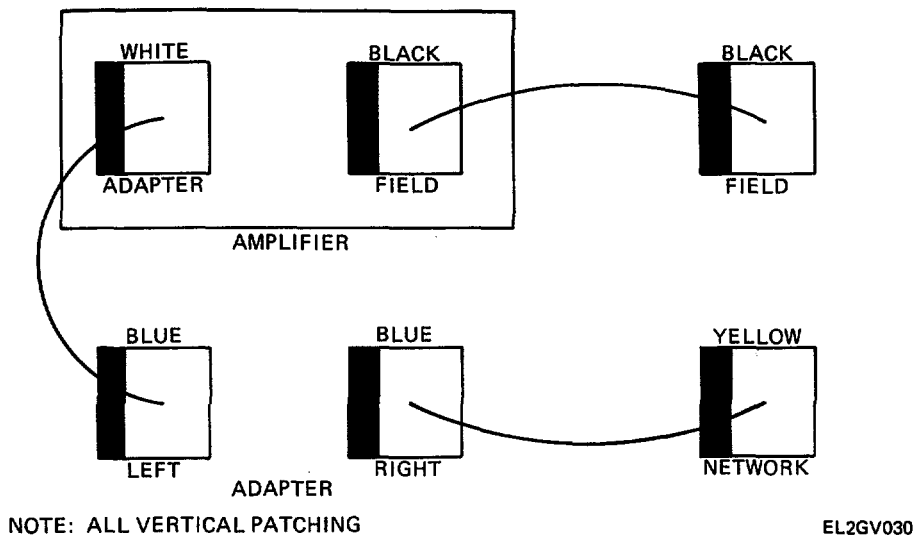 WHITE
BLACK
BLACK
ADAPTER
FIELD
FIELD
AMPLIFIER
BLUE
BLUE
YELLOW
LEFT
RIGHT
NETWORK
ADAPTER
NOTE: ALL VERTICAL PATCHING
EL2GV030